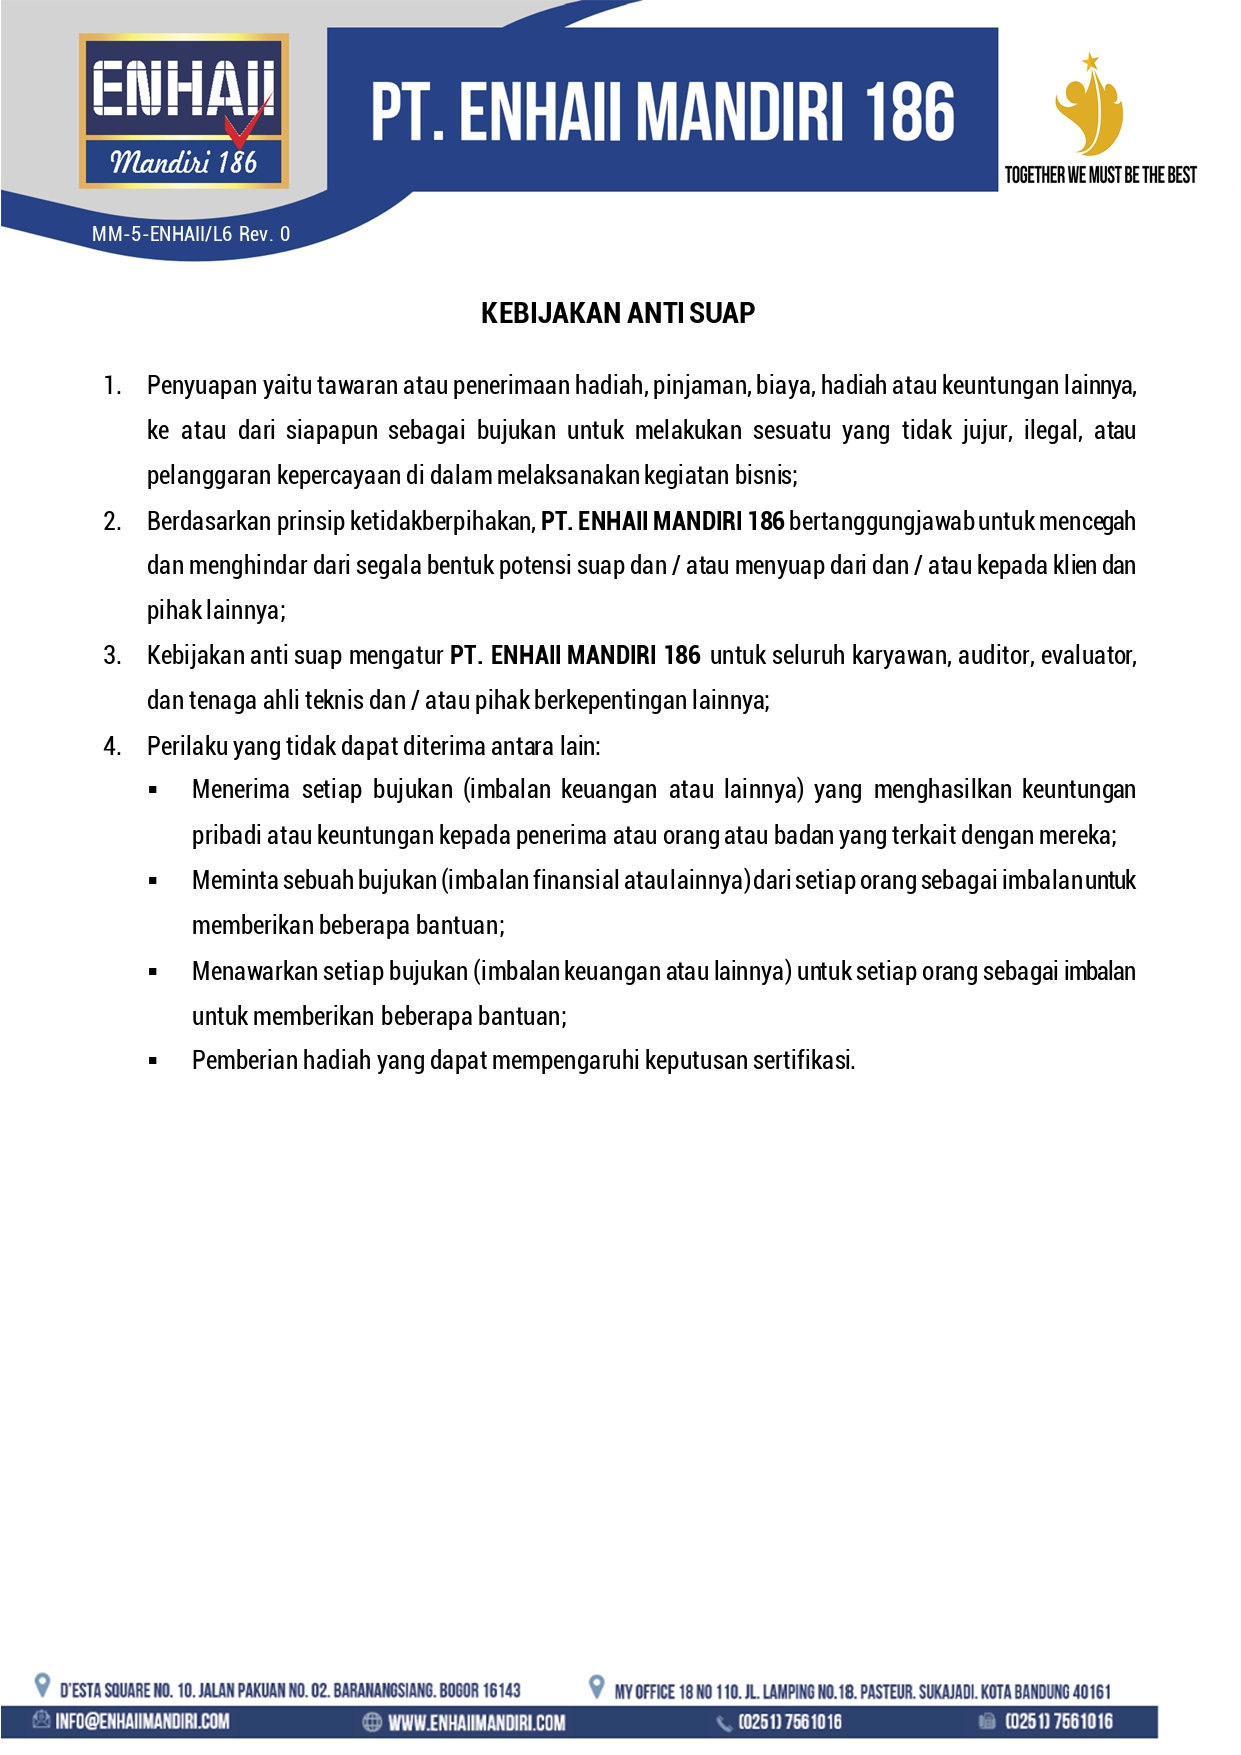 ENHAII
Mandiri 186
PT. ENHAII MANDIRI 186
TOGETHER WE MUST BE THE BEST
MM-5-ENHAII/L6 Rev. 0
KEBIJAKAN ANTI SUAP
1. Penyuapan yaitu tawaran atau penerimaan hadiah, pinjaman, biaya, hadiah atau keuntungan lainnya,
ke atau dari siapapun sebagai bujukan untuk melakukan sesuatu yang tidak jujur, ilegal, atau
pelanggaran kepercayaan di dalam melaksanakan kegiatan bisnis;
2. Berdasarkan prinsip ketidakberpihakan, PT. ENHAII MANDIRI 186 bertanggungjawab untuk mencegah
dan menghindar dari segala bentuk potensi suap dan / atau menyuap dari dan / atau kepada klien dan
pihak lainnya;
3. Kebijakan anti suap mengatur PT. ENHAII MANDIRI 186 untuk seluruh karyawan, auditor, evaluator,
dan tenaga ahli teknis dan / atau pihak berkepentingan lainnya;
4. Perilaku yang tidak dapat diterima antara lain:
▪ Menerima setiap bujukan (imbalan keuangan atau lainnya) yang menghasilkan keuntungan
pribadi atau keuntungan kepada penerima atau orang atau badan yang terkait dengan mereka;
▪ Meminta sebuah bujukan (imbalan finansial atau lainnya) dari setiap orang sebagai imbalan untuk
memberikan beberapa bantuan;
▪ Menawarkan setiap bujukan (imbalan keuangan atau lainnya) untuk setiap orang sebagai imbalan
untuk memberikan beberapa bantuan;
▪ Pemberian hadiah yang dapat mempengaruhi keputusan sertifikasi.
D'ESTA SQUARE NO. 10. JALAN PAKUAN NO. 02. BARANANGSIANG. BOGOR 16143
MY OFFICE 18 NO 110. JL. LAMPING NO.18. PASTEUR. SUKAJADI. KOTA BANDUNG 40161
INFO@ENHAIIMANDIRI.COM
WWW.ENHAIIMANDIRI.COM
(0251) 7561016
(0251) 7561016